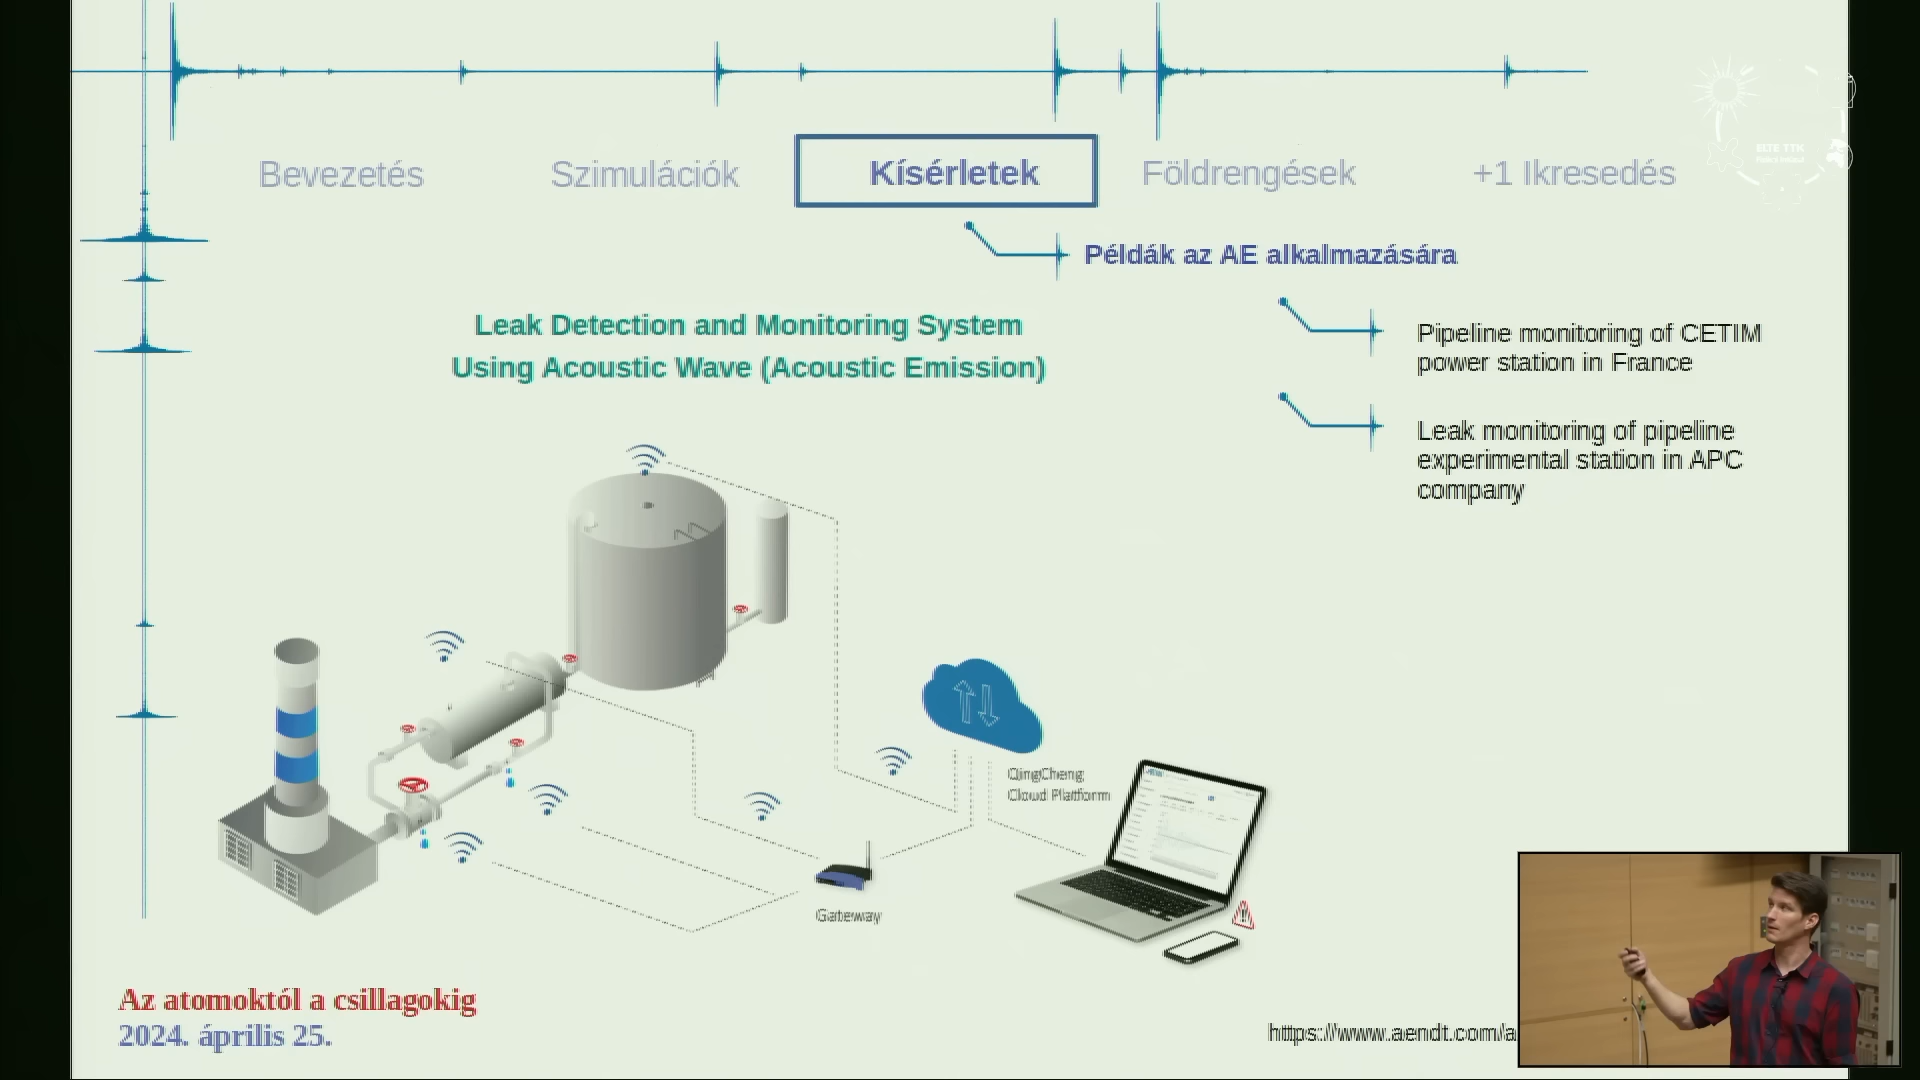 ELTE TTK
Bevezetés
Szimulációk
Kísérletek
Földrengések
+1 Ikresedés
Példák az AE alkalmazására
Leak Detection and Monitoring System
Using Acoustic Wave (Acoustic Emission)
Pipeline monitoring of CETIM
power station in France
Leak monitoring of pipeline
experimental station in APC
company
QingCheng
Cloud Platform
Gateway
Az atomoktól a csillagokig
2024. április 25.
https://www.aendt.com/a